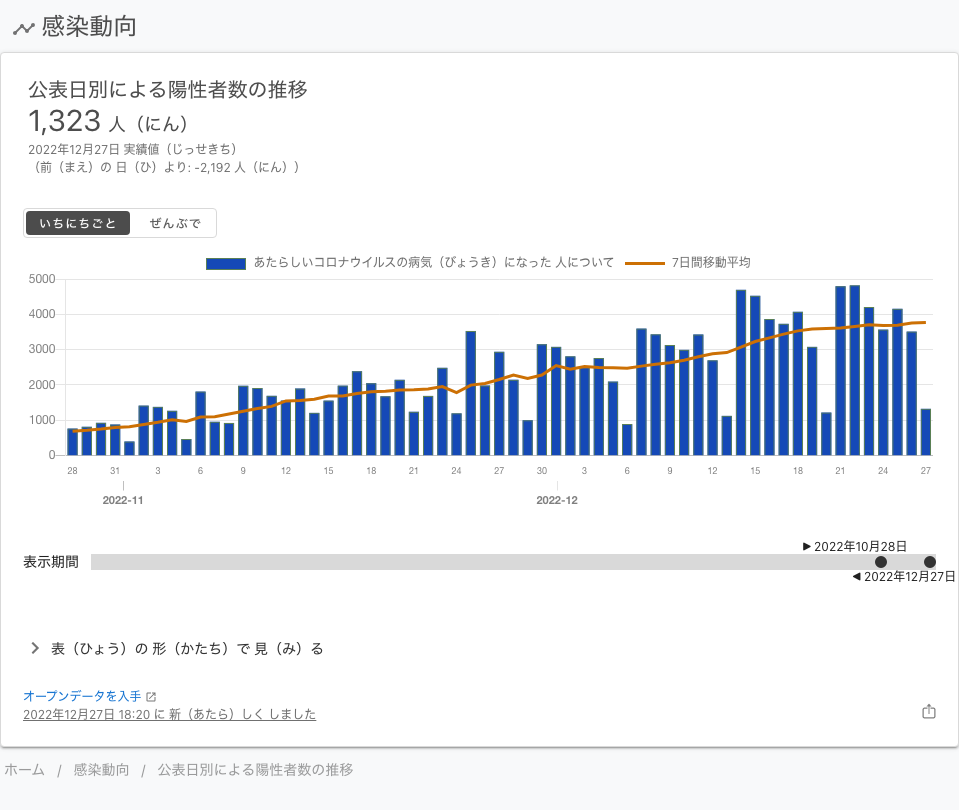 感染動向
公表日別による陽性者数の推移
1,323 人（にん）
2022年12月27日 実績値（じっせきち）
（前（まえ）の 日（ひ）より: -2,192 人（にん））
いちにちごと ぜんぶで
あたらしいコロナウイルスの病気（びょうき）になった 人について 7日間移動平均
5000
4000
3000
2000
1000
0
28 31 3 6 9 12 15 18 21 24 27 30 3 6 9 12 15 18 21 24 27
2022-11 2022-12
▶ 2022年10月28日
表示期間
◀ 2022年12月27日
表（ひょう）の 形（かたち）で 見（み）る
オープンデータを入手
2022年12月27日 18:20 に 新（あたら）しく しました
ホーム / 感染動向 / 公表日別による陽性者数の推移